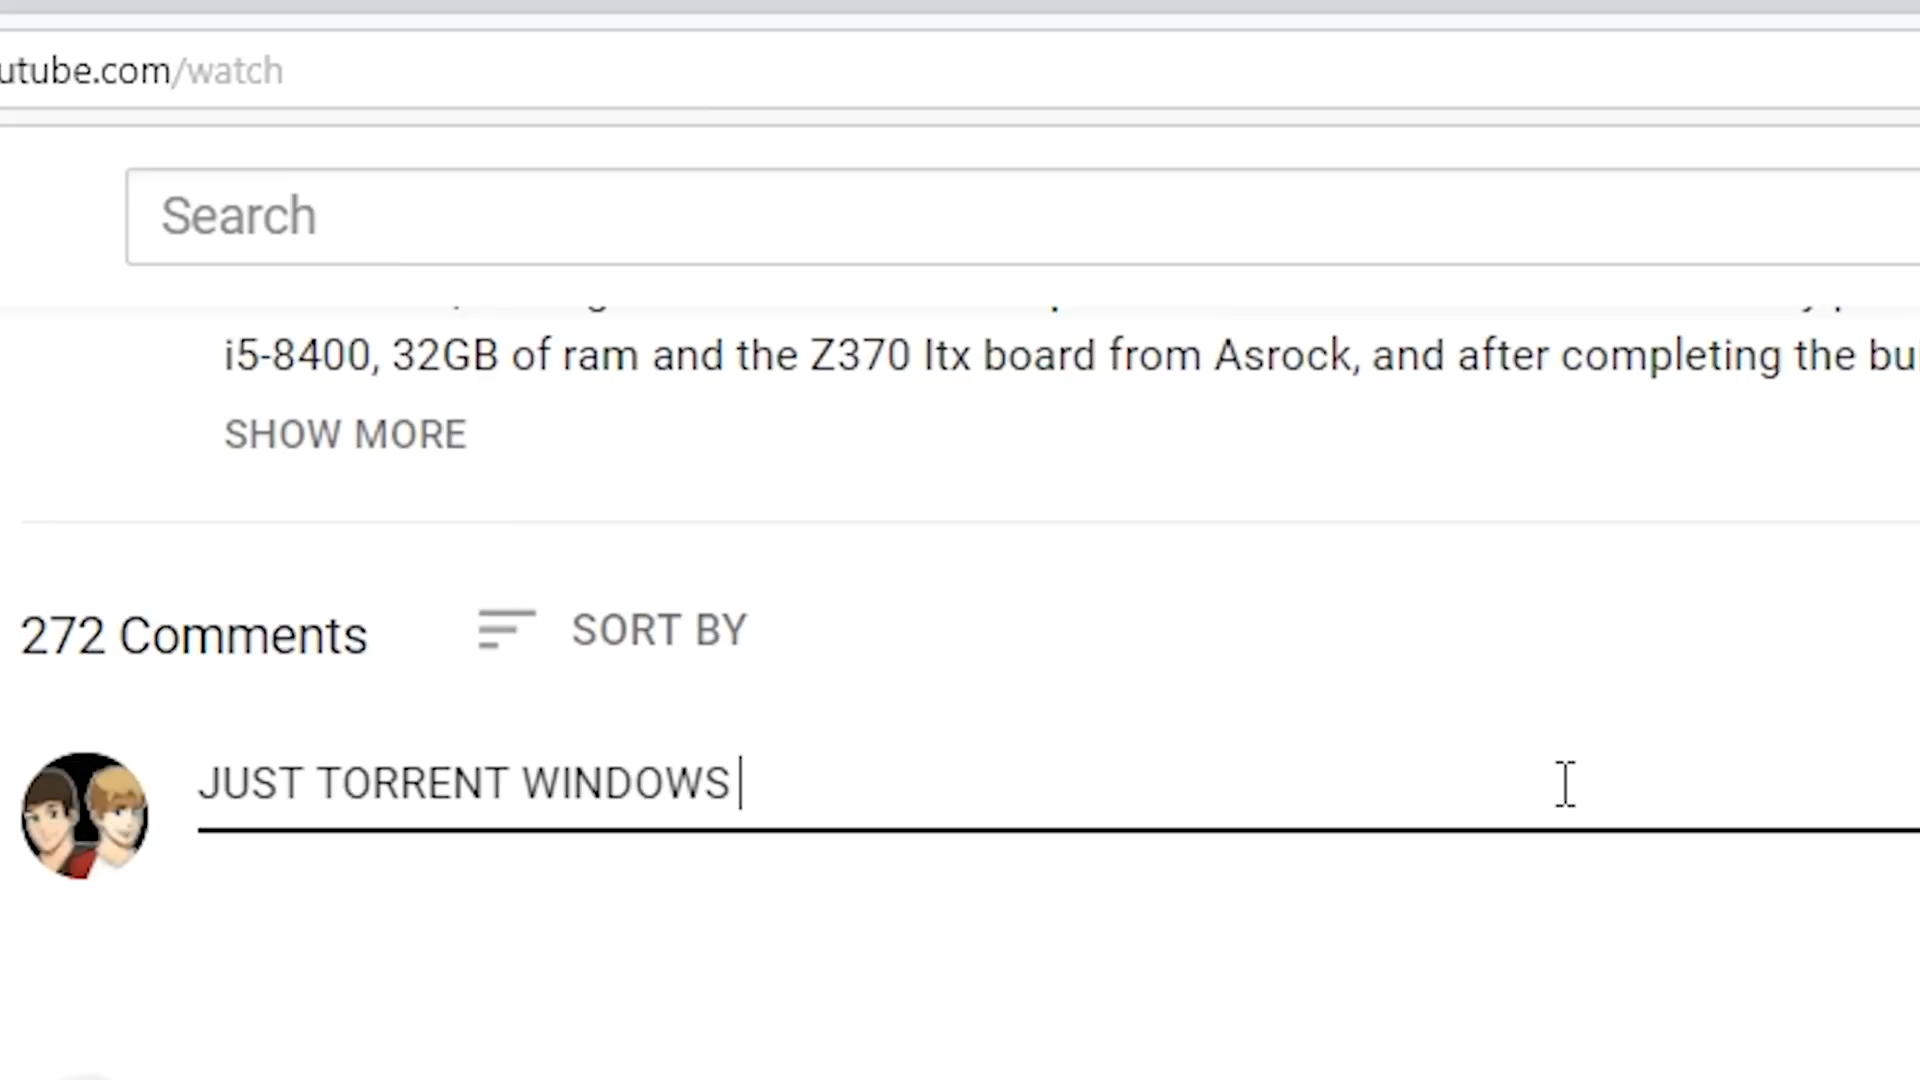 utube.com/watch
Search
i5-8400, 32GB of ram and the Z370 Itx board from Asrock, and after completing the
SHOW MORE
272 Comments
SORT BY
JUST TORRENT WINDOWS